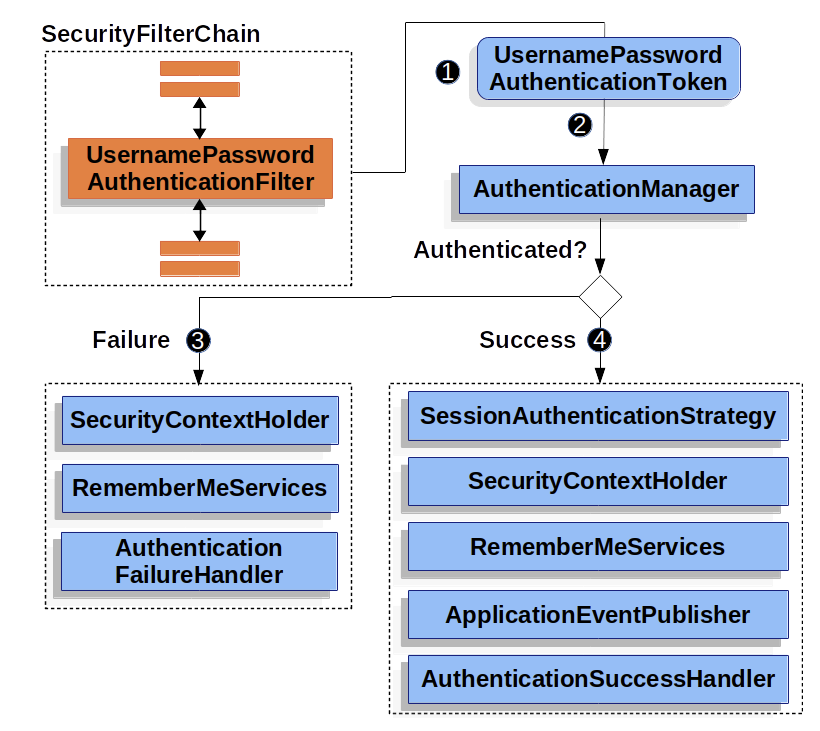 SecurityFilterChain
UsernamePassword
AuthenticationFilter
1
UsernamePassword
AuthenticationToken
2
AuthenticationManager
Authenticated?
Failure 3
Success 4
SecurityContextHolder
RememberMeServices
Authentication
FailureHandler
SessionAuthenticationStrategy
SecurityContextHolder
RememberMeServices
ApplicationEventPublisher
AuthenticationSuccessHandler